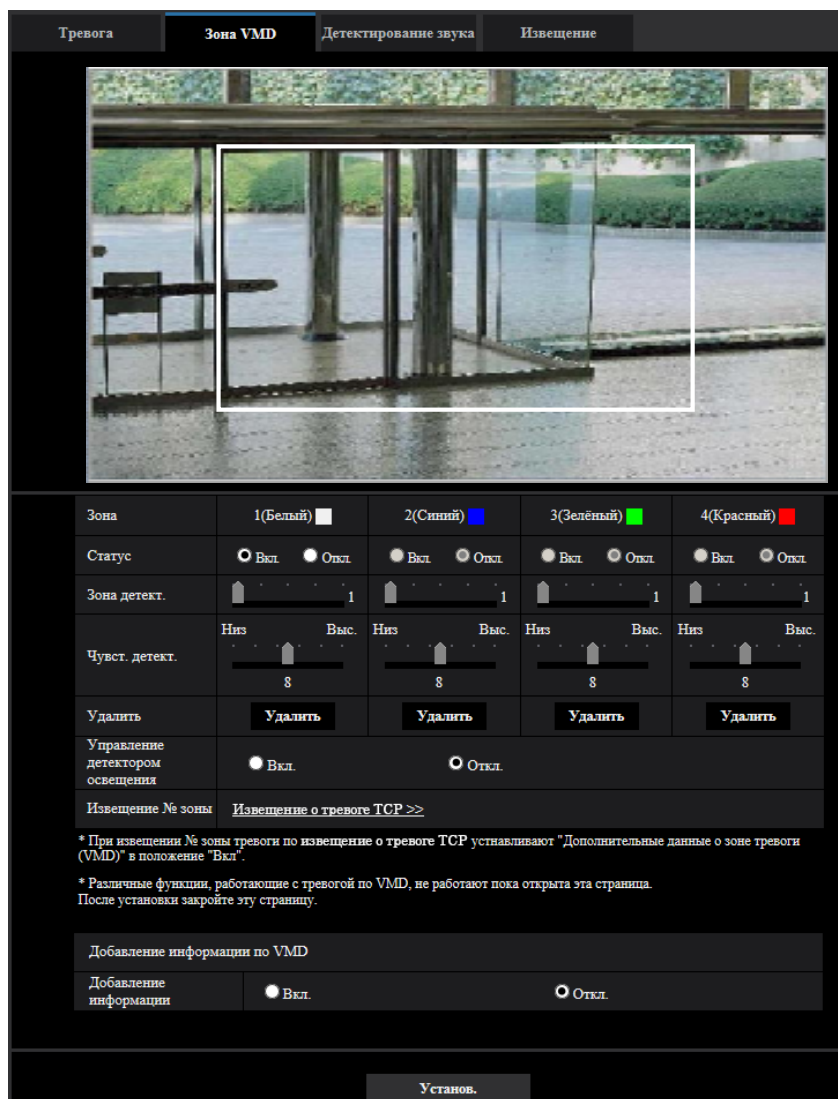 Тревога Зона VMD Детектирование звука Извещение
Зона 1(Белый) 2(Синий) 3(Зелёный) 4(Красный)
Статус Вкл. Откл. Вкл. Откл. Вкл. Откл. Вкл. Откл.
Зона детект. 1 1 1 1
Чувст. детект. Низ Выс. Низ Выс. Низ Выс. Низ Выс.
8 8 8 8
Удалить Удалить Удалить Удалить Удалить
Управление
детектором
освещения
Вкл. Откл.
Извещение № зоны Извещение о тревоге TCP >>
* При извещении № зоны тревоги по извещение о тревоге TCP устнавливают "Дополнительные данные о зоне тревоги
(VMD)" в положение "Вкл".
* Различные функции, работающие с тревогой по VMD, не работают пока открыта эта страница.
После установки закройте эту страницу.
Добавление информации по VMD
Добавление
информации
Вкл. Откл.
Установ.